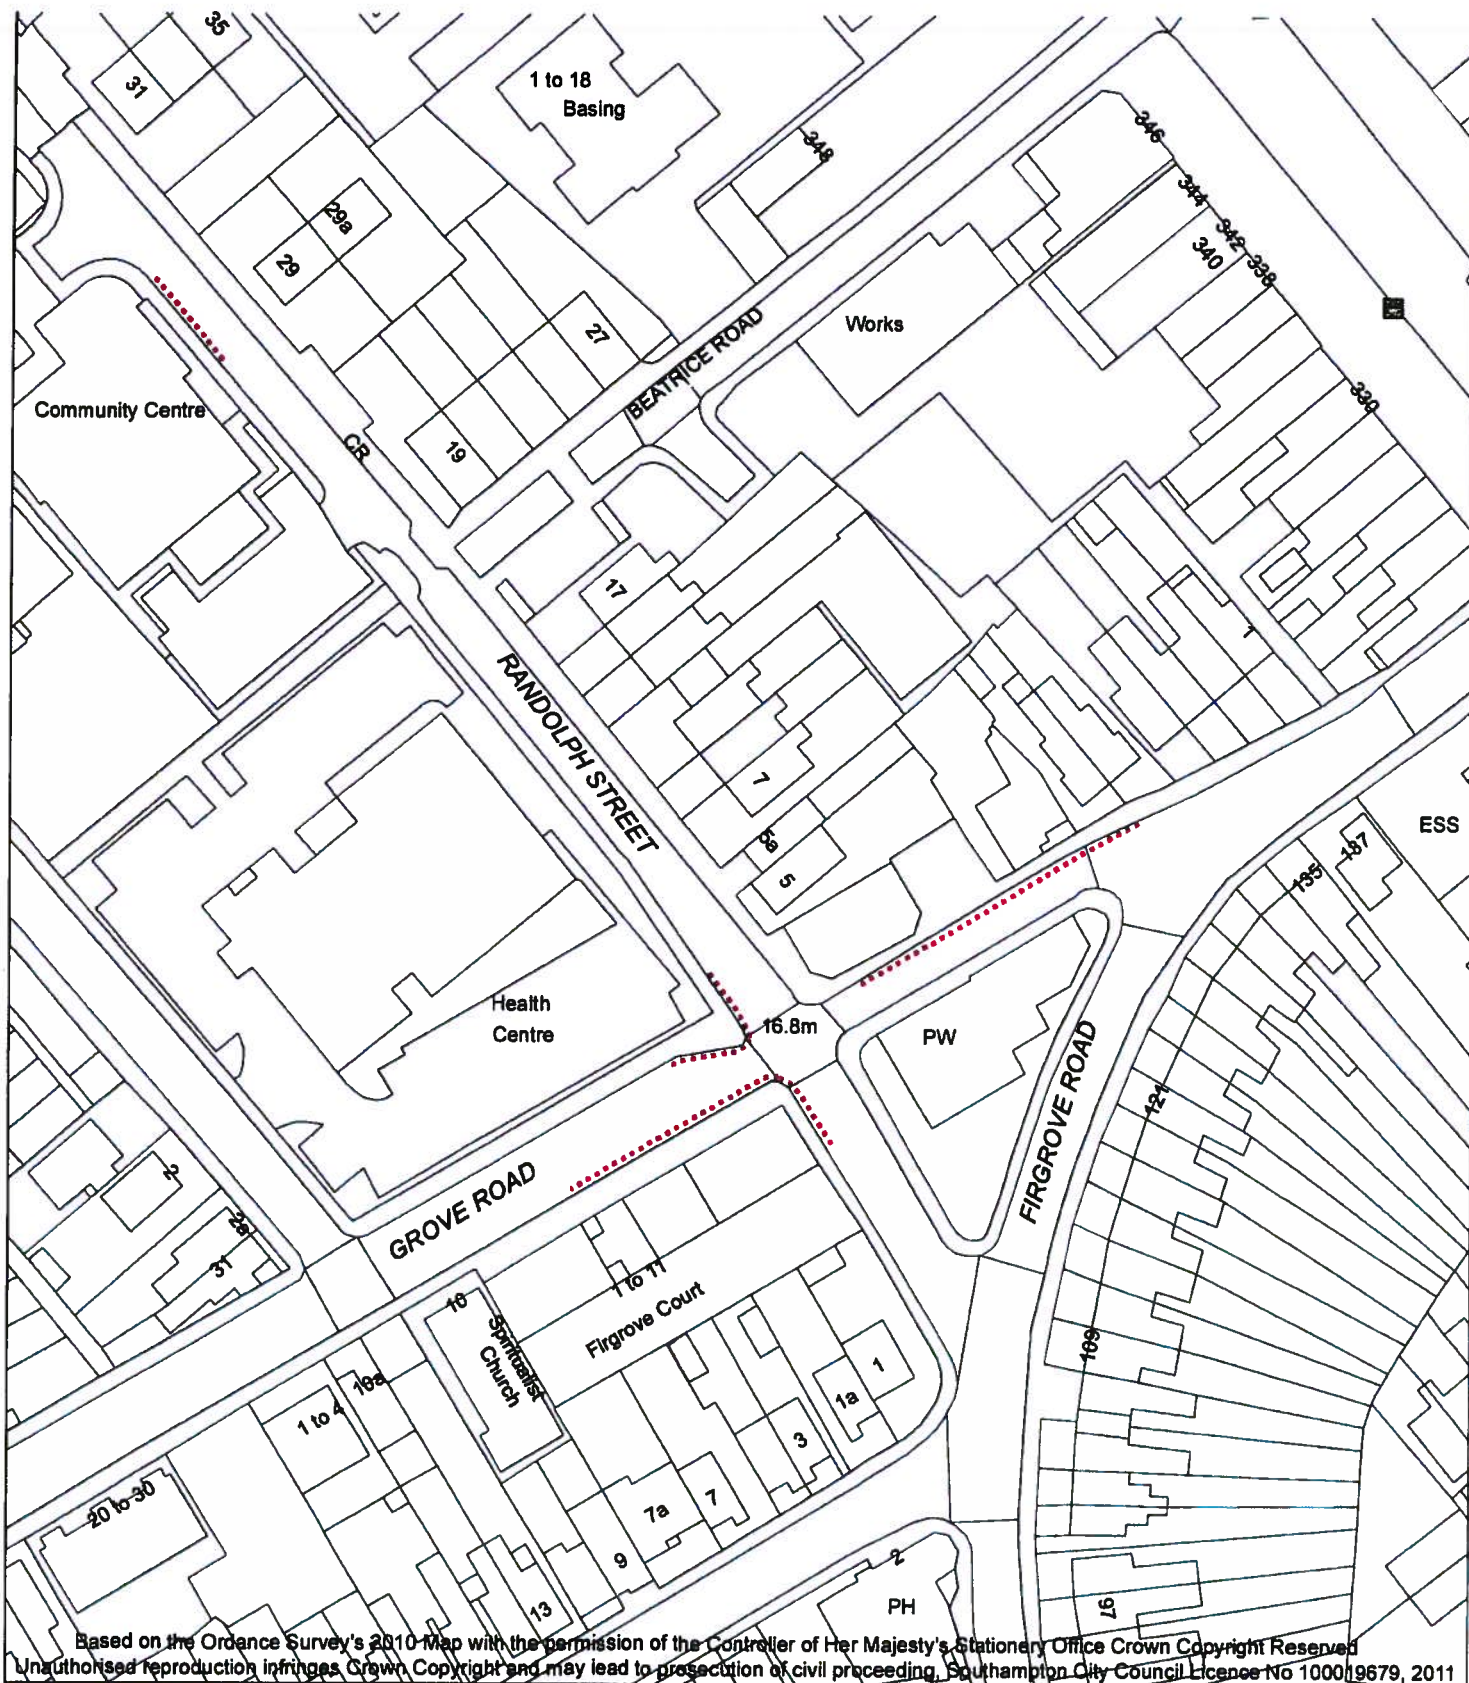 35
31
1 to 18
Basing
348
346
344
342
340
338
29a
29
27
BEATRICE ROAD
Works
330
Community Centre
CR
19
17
1
RANDOLPH STREET
7
5a
5
ESS
137
135
Health
Centre
16.8m
PW
FIRGROVE ROAD
121
2
2a
31
GROVE ROAD
16
1 to 11
Firgrove Court
Spiritualist
Church
109
1
1a
3
16a
1 to 4
7a
7
9
13
20 to 30
2
PH
97
Based on the Ordance Survey's 2010 Map with the permission of the Controller of Her Majesty's Stationery Office Crown Copyright Reserved
Unauthorised reproduction infringes Crown Copyright and may lead to prosecution of civil proceeding, Southampton City Council Licence No 100019679, 2011